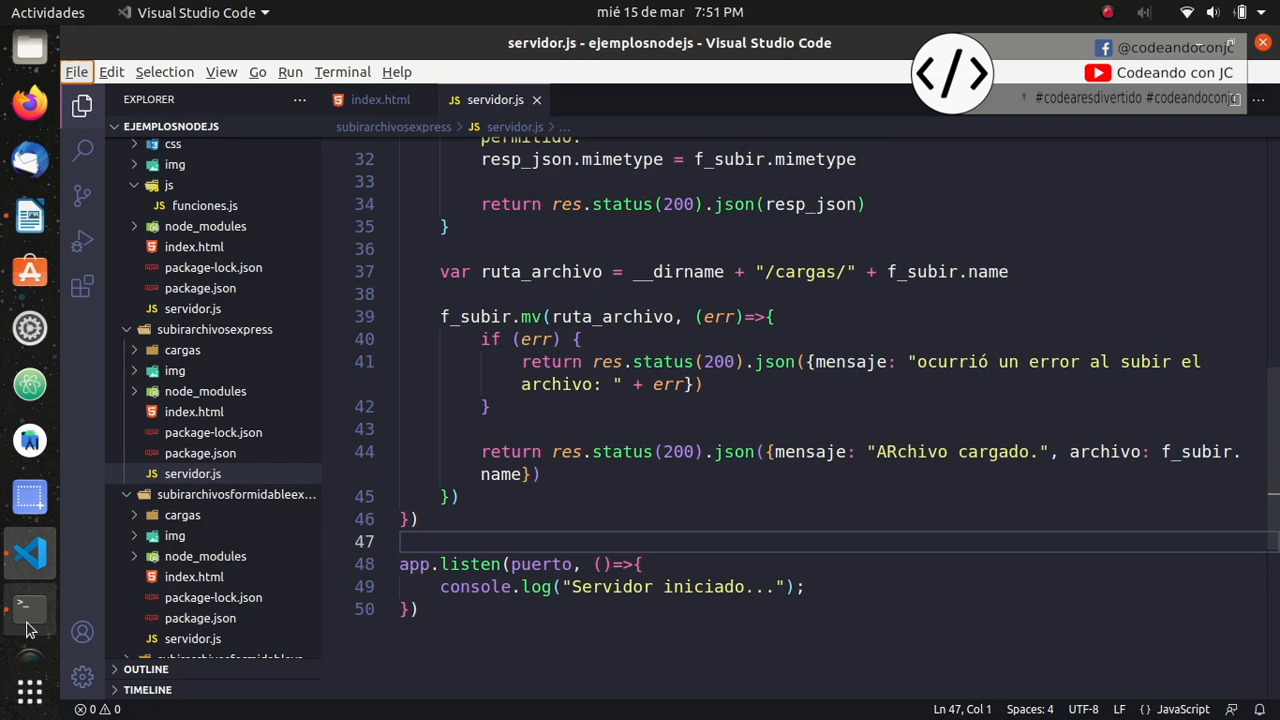 Actividades
Visual Studio Code
mié 15 de mar 7:51 PM
servidor.js - ejemplosnodejs - Visual Studio Code
@codeandoconjc
Codeando con JC
#codearesdivertido #codeandoconjc
File Edit Selection View Go Run Terminal Help
EXPLORER
index.html
servidor.js
EJEMPLOSNODEJS
css
img
js
funciones.js
node_modules
index.html
package-lock.json
package.json
servidor.js
subirarchivosexpress
cargas
img
node_modules
index.html
package-lock.json
package.json
servidor.js
subirarchivosformidableex...
cargas
img
node_modules
index.html
package-lock.json
package.json
servidor.js
OUTLINE
TIMELINE
subirarchivosexpress > servidor.js > ...
permitido.
32 resp_json.mimetype = f_subir.mimetype
33
34 return res.status(200).json(resp_json)
35 }
36
37 var ruta_archivo = __dirname + "/cargas/" + f_subir.name
38
39 f_subir.mv(ruta_archivo, (err)=>{
40 if (err) {
41 return res.status(200).json({mensaje: "ocurrió un error al subir el
archivo: " + err})
42 }
43
44 return res.status(200).json({mensaje: "ARchivo cargado.", archivo: f_subir.
name})
45 })
46 })
47
48 app.listen(puerto, ()=>{
49 console.log("Servidor iniciado...");
50 })
0 0
Ln 47, Col 1
Spaces: 4
UTF-8
LF
{ } JavaScript